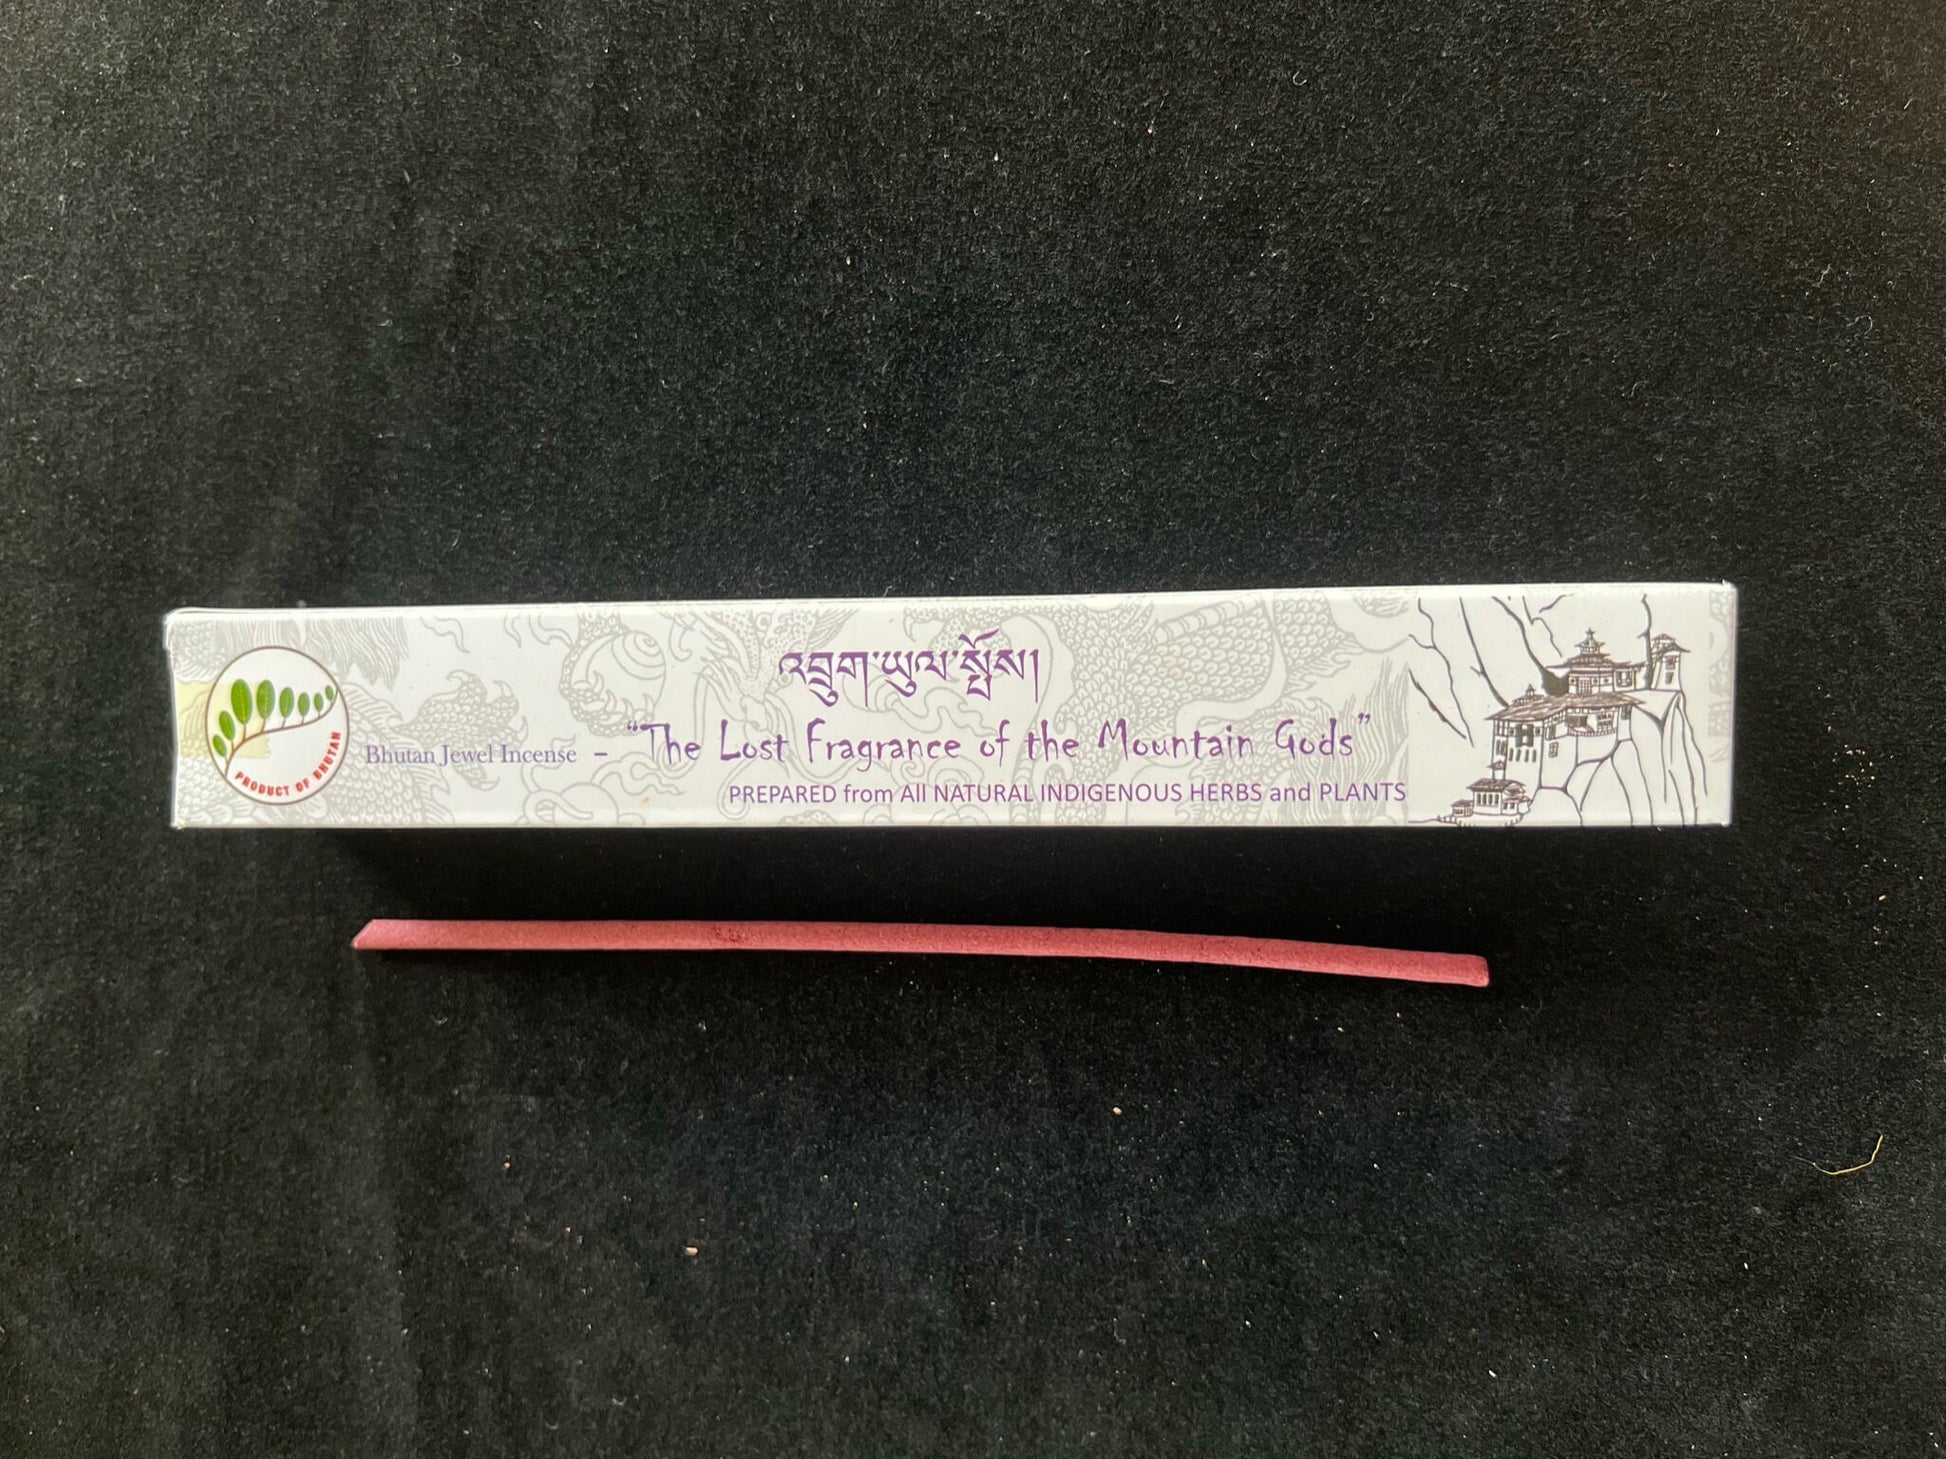 འབྲུག་ཡུལ་སྤོས།
Bhutan Jewel Incense – “The Lost Fragrance of the Mountain Gods”
PREPARED from All NATURAL INDIGENOUS HERBS and PLANTS
PRODUCT OF BHUTAN